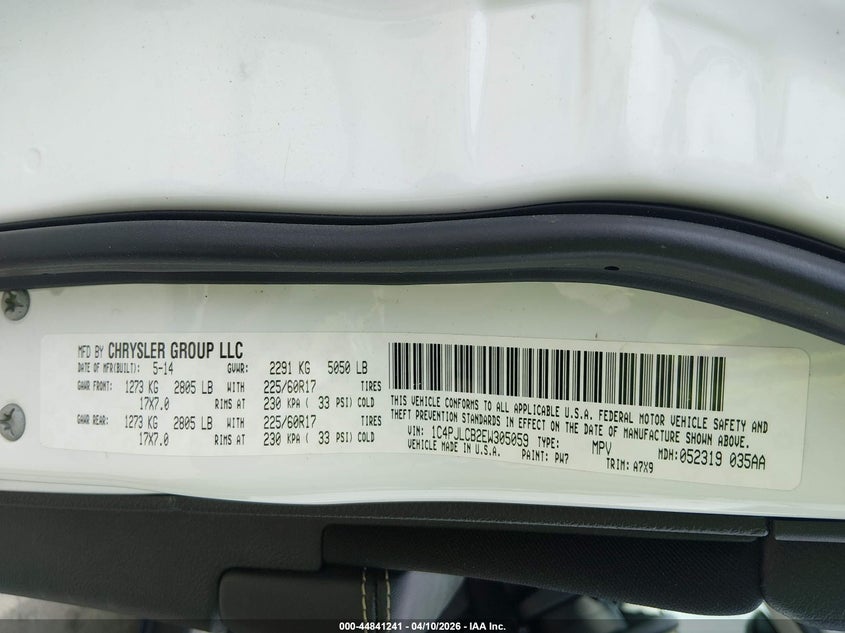 MFD BY CHRYSLER GROUP LLC
DATE OF MFR(BUILT): 5-14 GVWR: 2291 KG 5050 LB
GAWR FRONT: 1273 KG 2805 LB WITH 225/60R17 TIRES
17X7.0 RIMS AT 230 KPA ( 33 PSI) COLD
GAWR REAR: 1273 KG 2805 LB WITH 225/60R17 TIRES
17X7.0 RIMS AT 230 KPA ( 33 PSI) COLD
THIS VEHICLE CONFORMS TO ALL APPLICABLE U.S.A. FEDERAL MOTOR VEHICLE SAFETY AND
THEFT PREVENTION STANDARDS IN EFFECT ON THE DATE OF MANUFACTURE SHOWN ABOVE.
VIN: 1C4PJLCB2EW305059 TYPE: MPV MDH: 052319 035AA
VEHICLE MADE IN U.S.A. PAINT: PW7 TRIM: A7X9
000-44841241 - 04/10/2026 - IAA Inc.